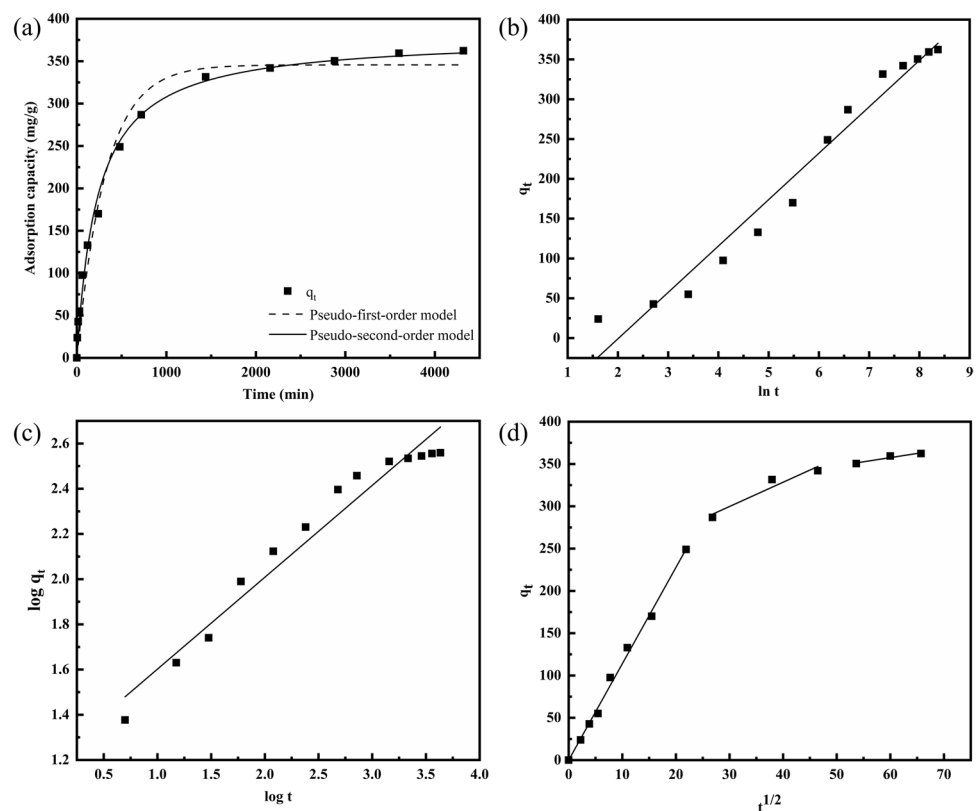 (a)
400
350
300
250
200
150
100
50
0
Adsorption capacity (mg/g)
qt
Pseudo-first-order model
Pseudo-second-order model
0 1000 2000 3000 4000
Time (min)
(b)
400
350
300
250
200
150
100
50
0
qt
1 2 3 4 5 6 7 8 9
ln t
(c)
2.6
2.4
2.2
2.0
1.8
1.6
1.4
1.2
log qt
0.5 1.0 1.5 2.0 2.5 3.0 3.5 4.0
log t
(d)
400
350
300
250
200
150
100
50
0
qt
0 10 20 30 40 50 60 70
t1/2